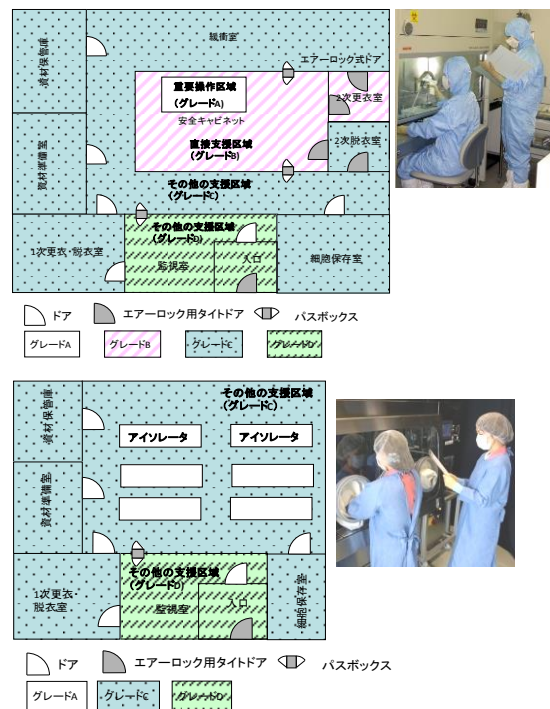 緩衝室
資材保管庫
エアーロック式ドア
重要操作区域
(グレードA)
2次更衣室
安全キャビネット
直接支援区域
(グレードB)
2次脱衣室
資材準備室
その他の支援区域
(グレードC)
その他の支援区域
(グレードD)
1次更衣・脱衣室
監視室
入口
細胞保存室
ドア
エアーロック用タイトドア
パスボックス
グレードA
グレードB
グレードC
グレードD
その他の支援区域
(グレードC)
資材保管庫
アイソレータ
アイソレータ
資材準備室
その他の支援区域
(グレードD)
1次更衣・
脱衣室
監視室
入口
細胞保存室
ドア
エアーロック用タイトドア
パスボックス
グレードA
グレードC
グレードD